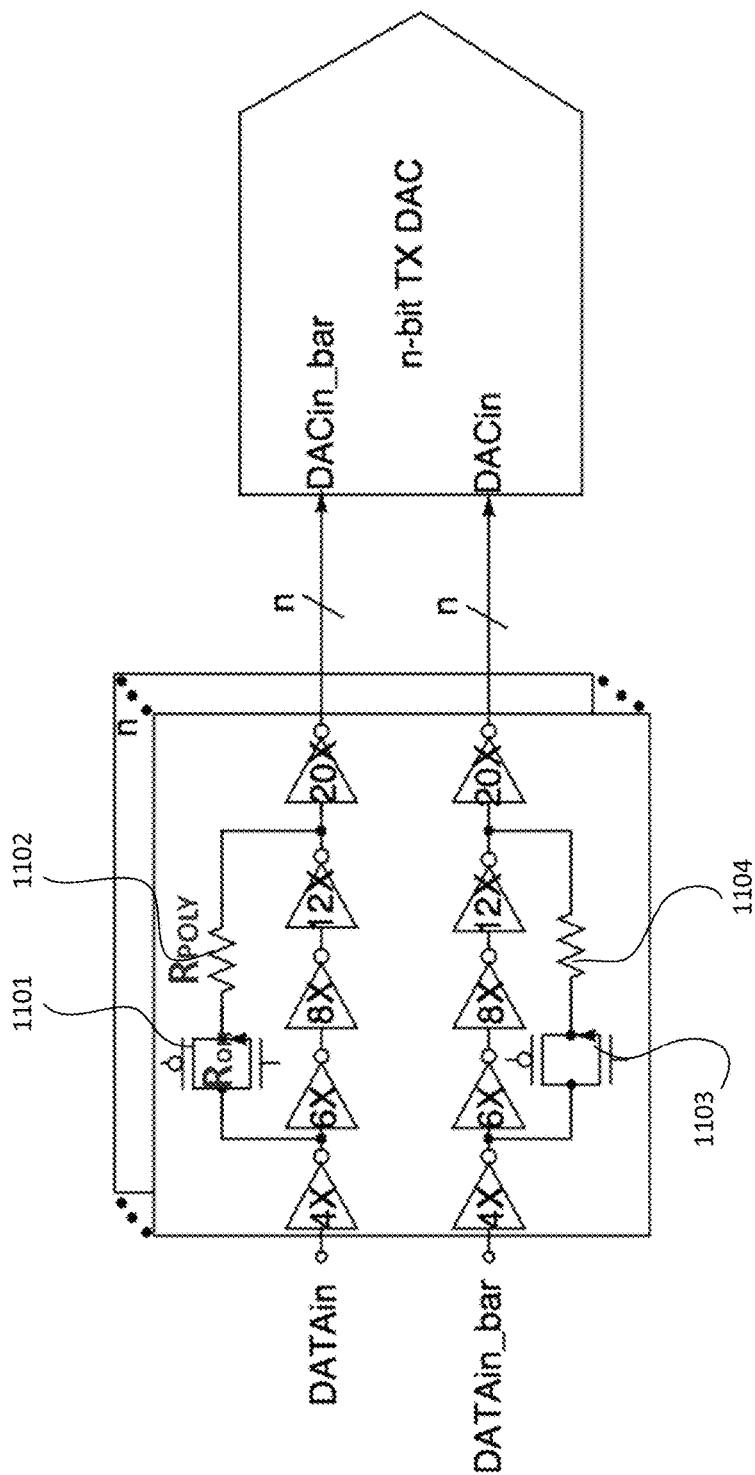 1101
1102
n
RON
RPOLY
DATAin
4X
6X
8X
12X
20X
n
DACin_bar
n-bit TX DAC
DATAin_bar
4X
6X
8X
12X
20X
n
DACin
1103
1104